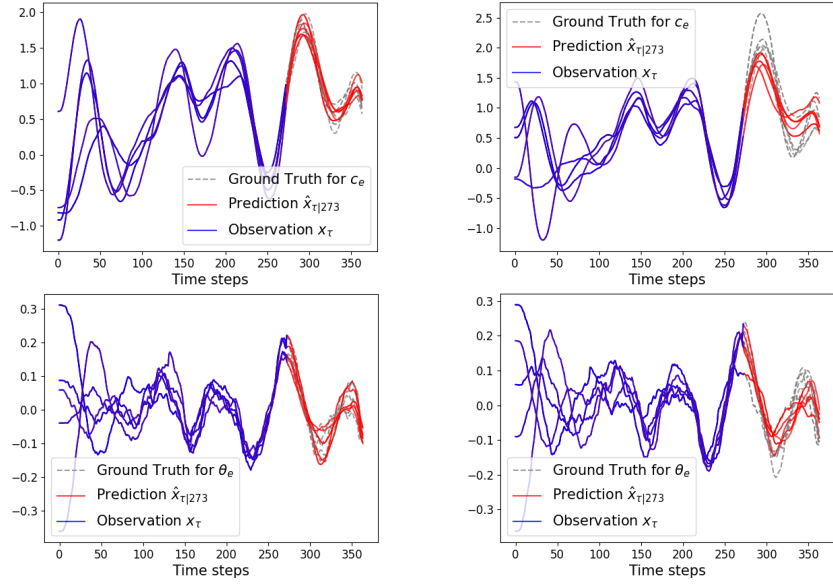 2.0
1.5
1.0
0.5
0.0
−0.5
−1.0
Ground Truth for c_e
Prediction x̂_τ|273
Observation x_τ
0 50 100 150 200 250 300 350
Time steps
2.5
2.0
1.5
1.0
0.5
0.0
−0.5
−1.0
Ground Truth for c_e
Prediction x̂_τ|273
Observation x_τ
0 50 100 150 200 250 300 350
Time steps
0.3
0.2
0.1
0.0
−0.1
−0.2
−0.3
Ground Truth for θ_e
Prediction x̂_τ|273
Observation x_τ
0 50 100 150 200 250 300 350
Time steps
0.3
0.2
0.1
0.0
−0.1
−0.2
−0.3
Ground Truth for θ_e
Prediction x̂_τ|273
Observation x_τ
0 50 100 150 200 250 300 350
Time steps